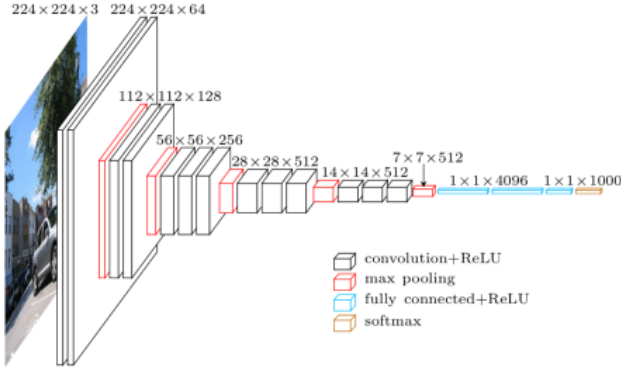 224×224×3
224×224×64
112×112×128
56×56×256
28×28×512
14×14×512
7×7×512
1×1×4096
1×1×1000
convolution+ReLU
max pooling
fully connected+ReLU
softmax